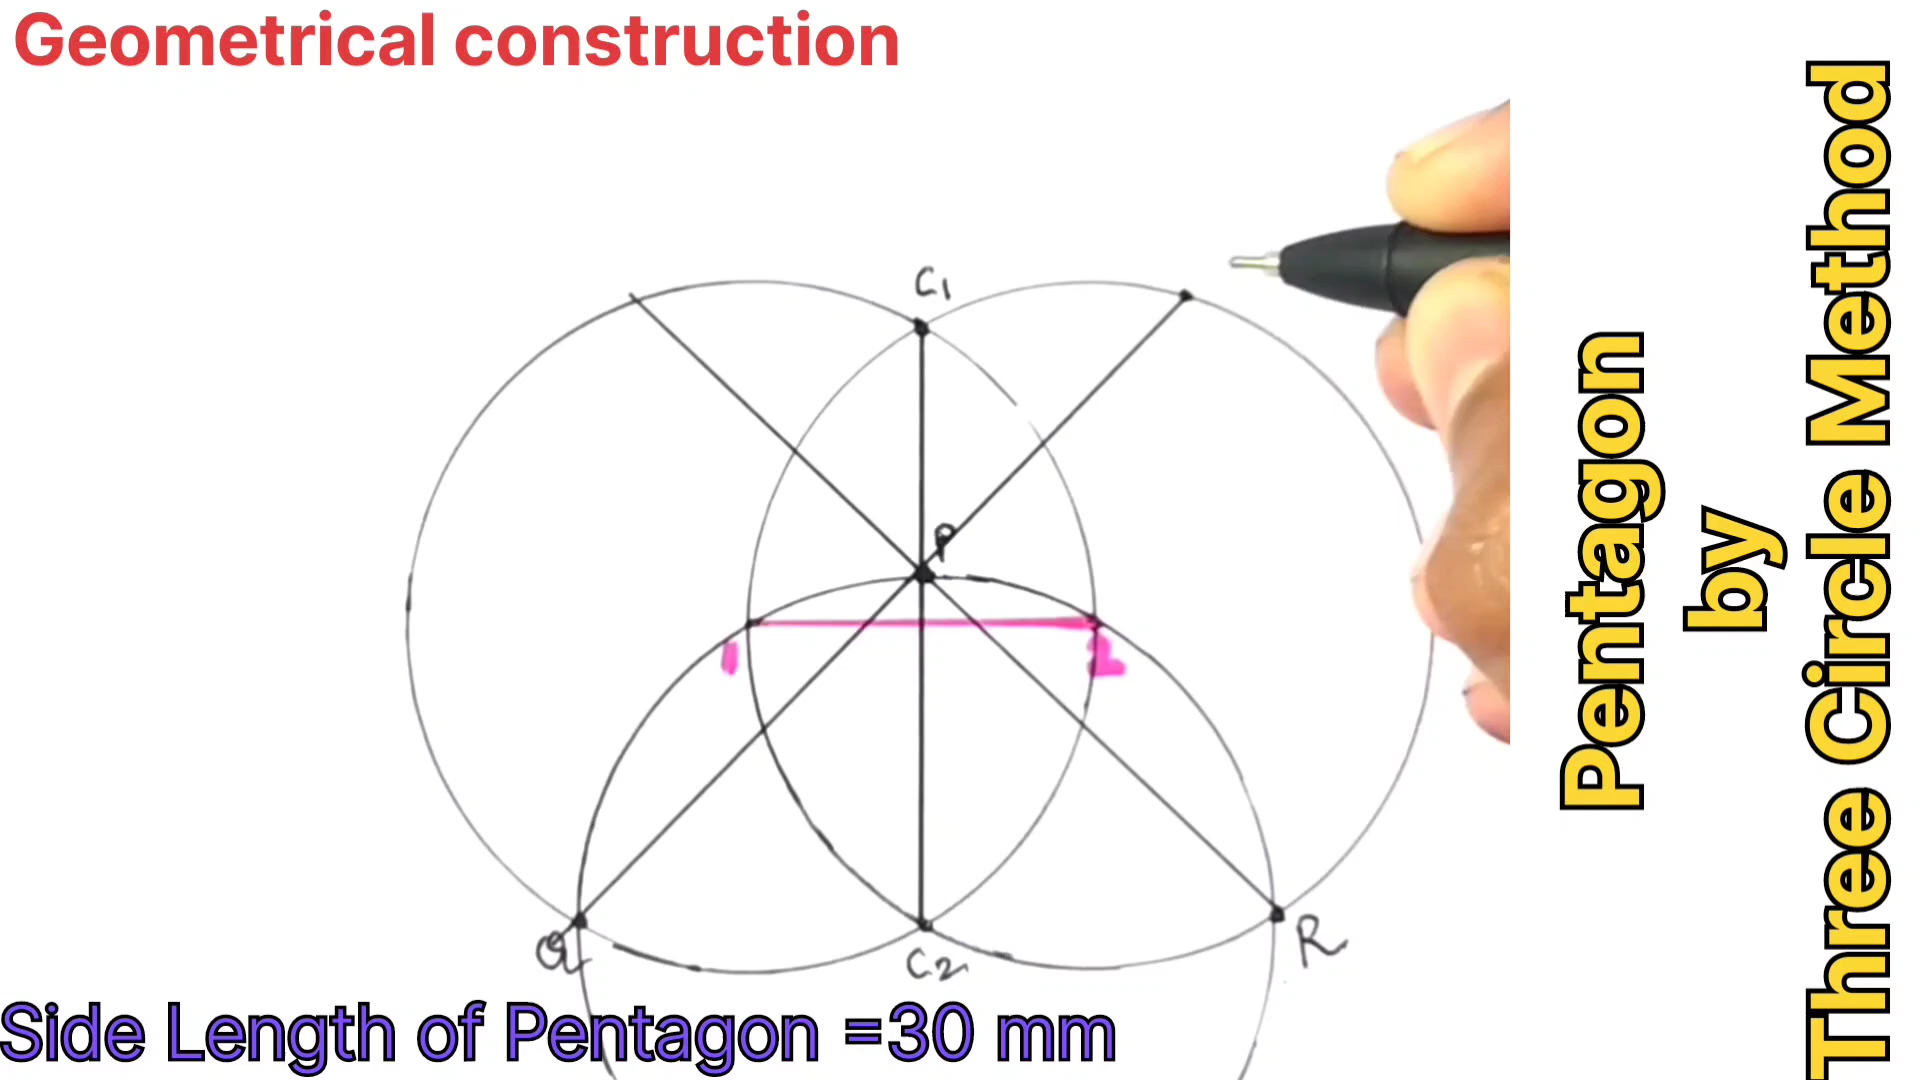 Geometrical construction
C1
P
1
2
Q
C2
R
Side Length of Pentagon =30 mm
Pentagon
by
Three Circle Method